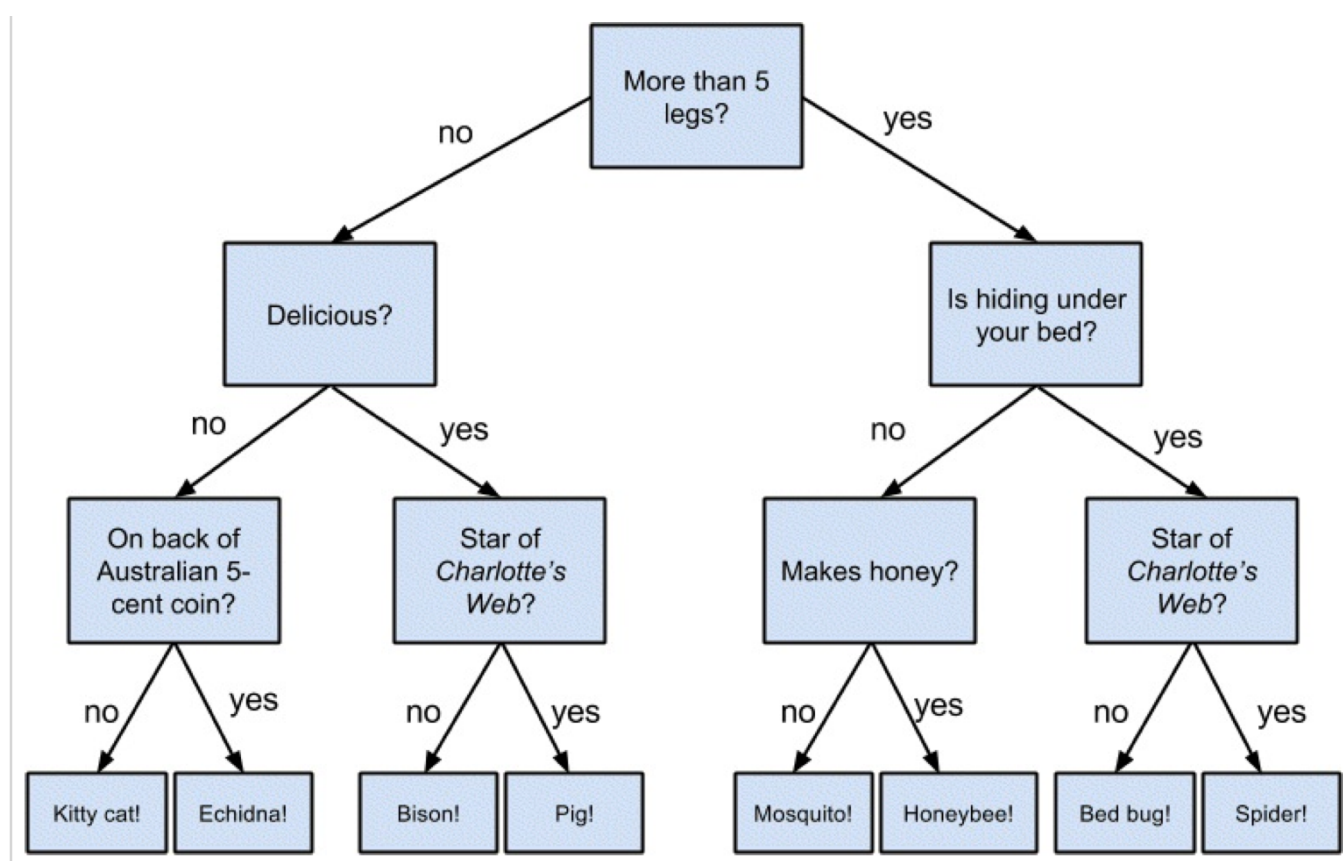 More than 5
legs?
no
yes
Delicious?
Is hiding under
your bed?
no
yes
no
yes
On back of
Australian 5-
cent coin?
Star of
Charlotte's
Web?
Makes honey?
Star of
Charlotte's
Web?
no
yes
no
yes
no
yes
no
yes
Kitty cat!
Echidna!
Bison!
Pig!
Mosquito!
Honeybee!
Bed bug!
Spider!